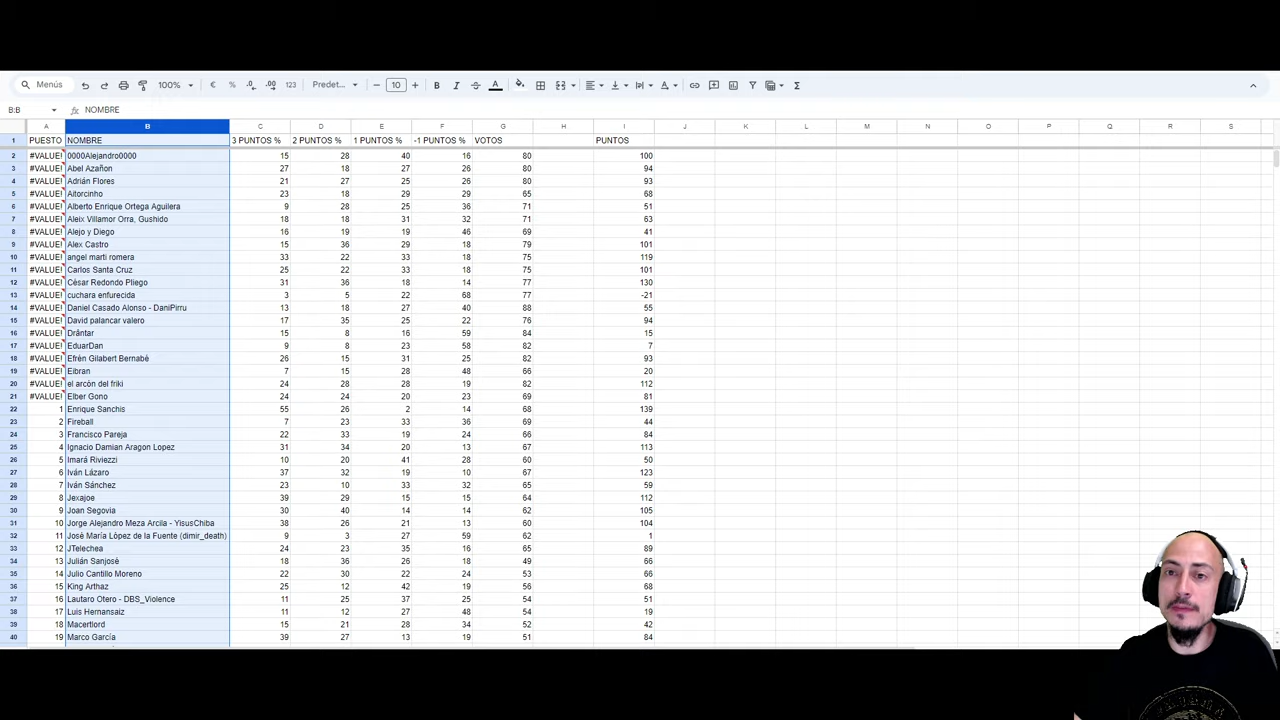 Menús 100% € % .0 .00 123 Predet... 10 B I A Σ
B:B fx NOMBRE
A B C D E F G H I J K L M N O P Q R S
1 PUESTO NOMBRE 3 PUNTOS % 2 PUNTOS % 1 PUNTOS % -1 PUNTOS % VOTOS PUNTOS
2 #VALUE! 0000Alejandro0000 15 28 40 16 80 100
3 #VALUE! Abel Azañon 27 18 27 26 80 94
4 #VALUE! Adrián Flores 21 27 25 26 80 93
5 #VALUE! Aitorcinho 23 18 29 29 65 68
6 #VALUE! Alberto Enrique Ortega Aguilera 9 28 25 36 71 51
7 #VALUE! Aleix Villamor Orra, Gushido 18 18 31 32 67 63
8 #VALUE! Alejo y Diego 16 19 19 46 69 41
9 #VALUE! Alex Castro 15 36 29 18 79 101
10 #VALUE! angel marti romera 33 22 33 18 75 119
11 #VALUE! Carlos Santa Cruz 25 22 33 18 75 101
12 #VALUE! César Redondo Pliego 31 36 18 14 77 130
13 #VALUE! cuchara enfurecida 3 5 22 68 77 -21
14 #VALUE! Daniel Casado Alonso - DaniPirru 13 18 27 40 88 55
15 #VALUE! David palancar valero 17 35 25 22 76 94
16 #VALUE! Drântar 15 8 16 59 84 15
17 #VALUE! EduarDan 9 8 23 58 82 7
18 #VALUE! Efrèn Gilabert Bernabé 26 15 31 25 82 93
19 #VALUE! Eibran 7 15 28 48 66 20
20 #VALUE! el arcón del friki 24 28 28 19 82 112
21 #VALUE! Elber Gono 24 24 20 23 69 81
22 1 Enrique Sanchis 55 26 2 14 68 139
23 2 Fireball 7 23 33 36 69 44
24 3 Francisco Pareja 22 33 19 24 66 84
25 4 Ignacio Damian Aragon Lopez 31 34 20 13 67 113
26 5 Imará Riviezzi 10 20 41 28 60 50
27 6 Iván Lázaro 37 32 19 10 67 123
28 7 Iván Sánchez 23 10 33 32 65 59
29 8 Jexajoe 39 29 15 15 64 112
30 9 Joan Segovia 30 40 14 14 62 105
31 10 Jorge Alejandro Meza Arcila - YisusChiba 38 26 21 13 60 104
32 11 José María López de la Fuente (dimir_death) 9 3 27 59 62 1
33 12 JTelechea 24 23 35 16 65 89
34 13 Julián Sanjosé 18 36 26 18 49 66
35 14 Julio Cantillo Moreno 22 30 22 24 53 66
36 15 King Arthaz 25 12 42 19 56 68
37 16 Lautaro Otero - DBS_Violence 11 25 37 25 54 51
38 17 Luis Hernansaiz 11 12 27 48 54 19
39 18 Macertlord 15 21 28 34 52 42
40 19 Marco García 39 27 13 19 51 84